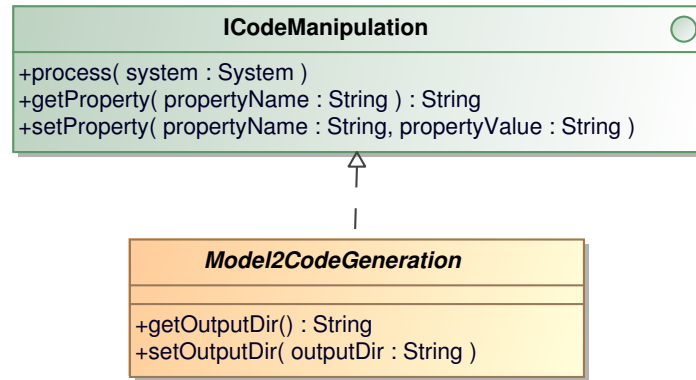 ICodeManipulation
+process( system : System )
+getProperty( propertyName : String ) : String
+setProperty( propertyName : String, propertyValue : String )
Model2CodeGeneration
+getOutputDir() : String
+setOutputDir( outputDir : String )